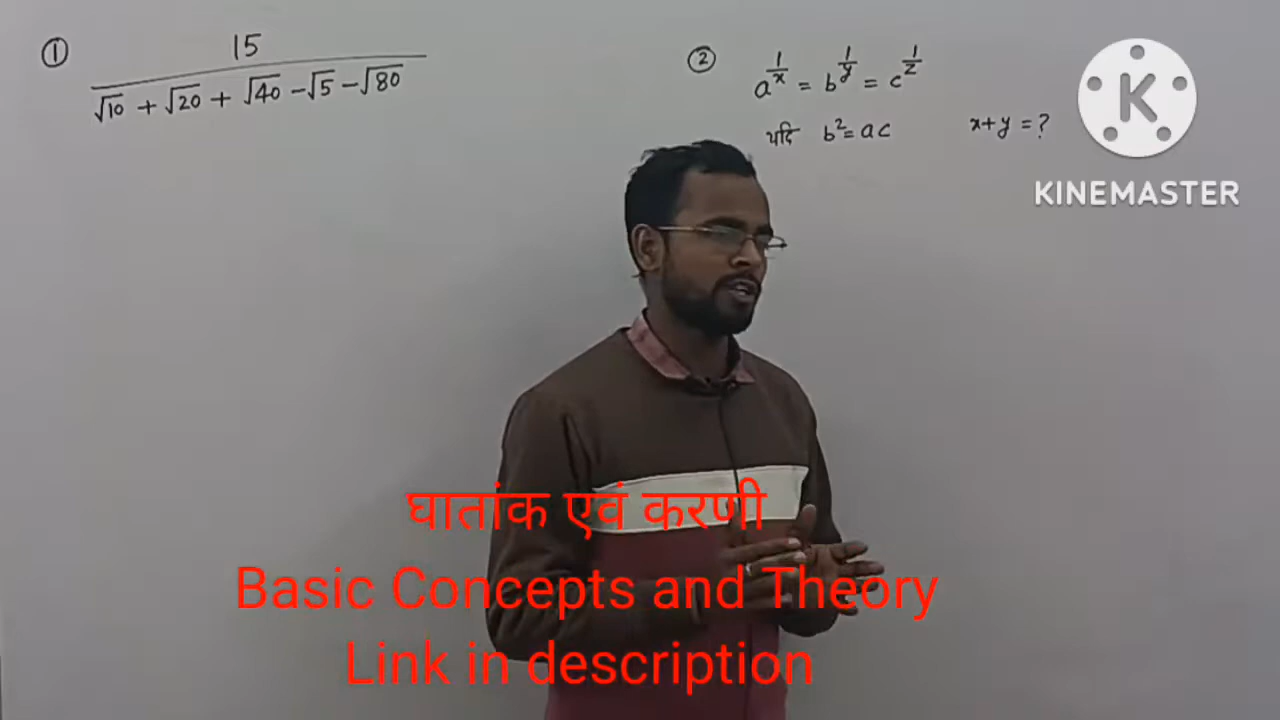 ① 15 / (√10 + √20 + √40 − √5 − √80)
② a^(1/x) = b^(1/y) = c^(1/z)
यदि b² = ac x+y = ?
K
KINEMASTER
घातांक एवं करणी
Basic Concepts and Theory
Link in description